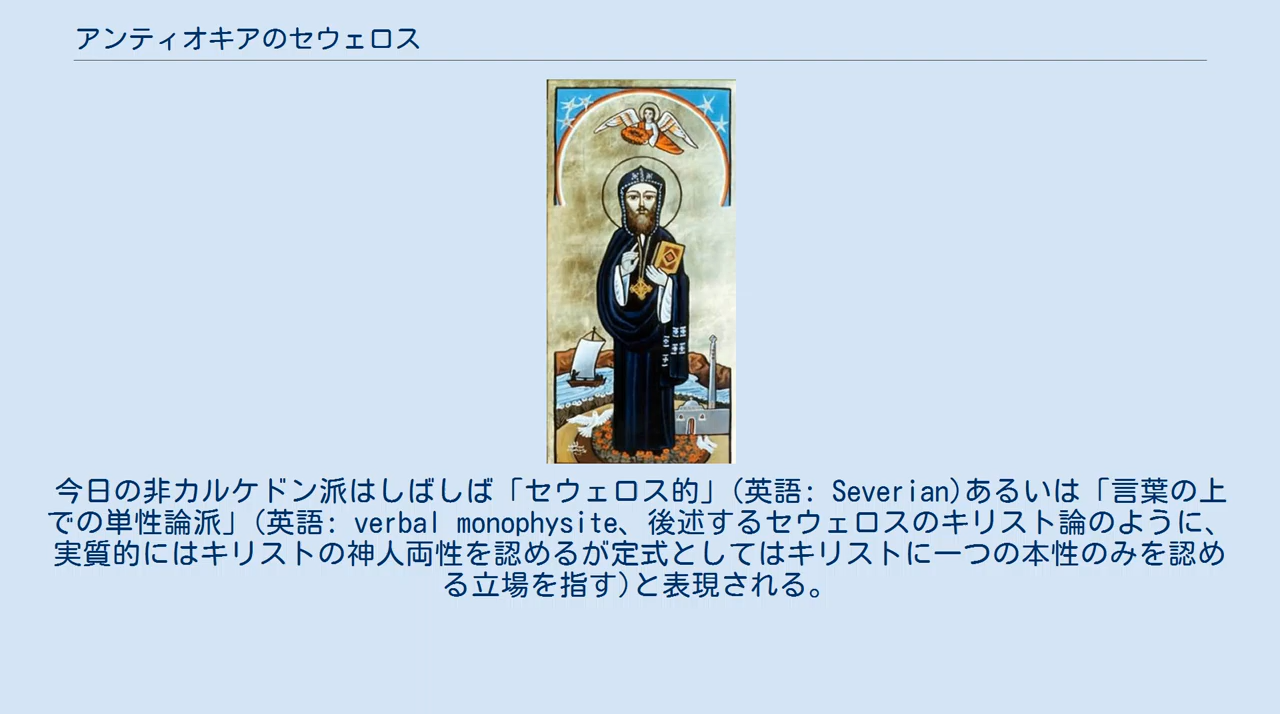 アンティオキアのセウェロス
今日の非カルケドン派はしばしば「セウェロス的」(英語: Severian)あるいは「言葉の上
での単性論派」(英語: verbal monophysite、後述するセウェロスのキリスト論のように、
実質的にはキリストの神人両性を認めるが定式としてはキリストに一つの本性のみを認め
る立場を指す)と表現される。